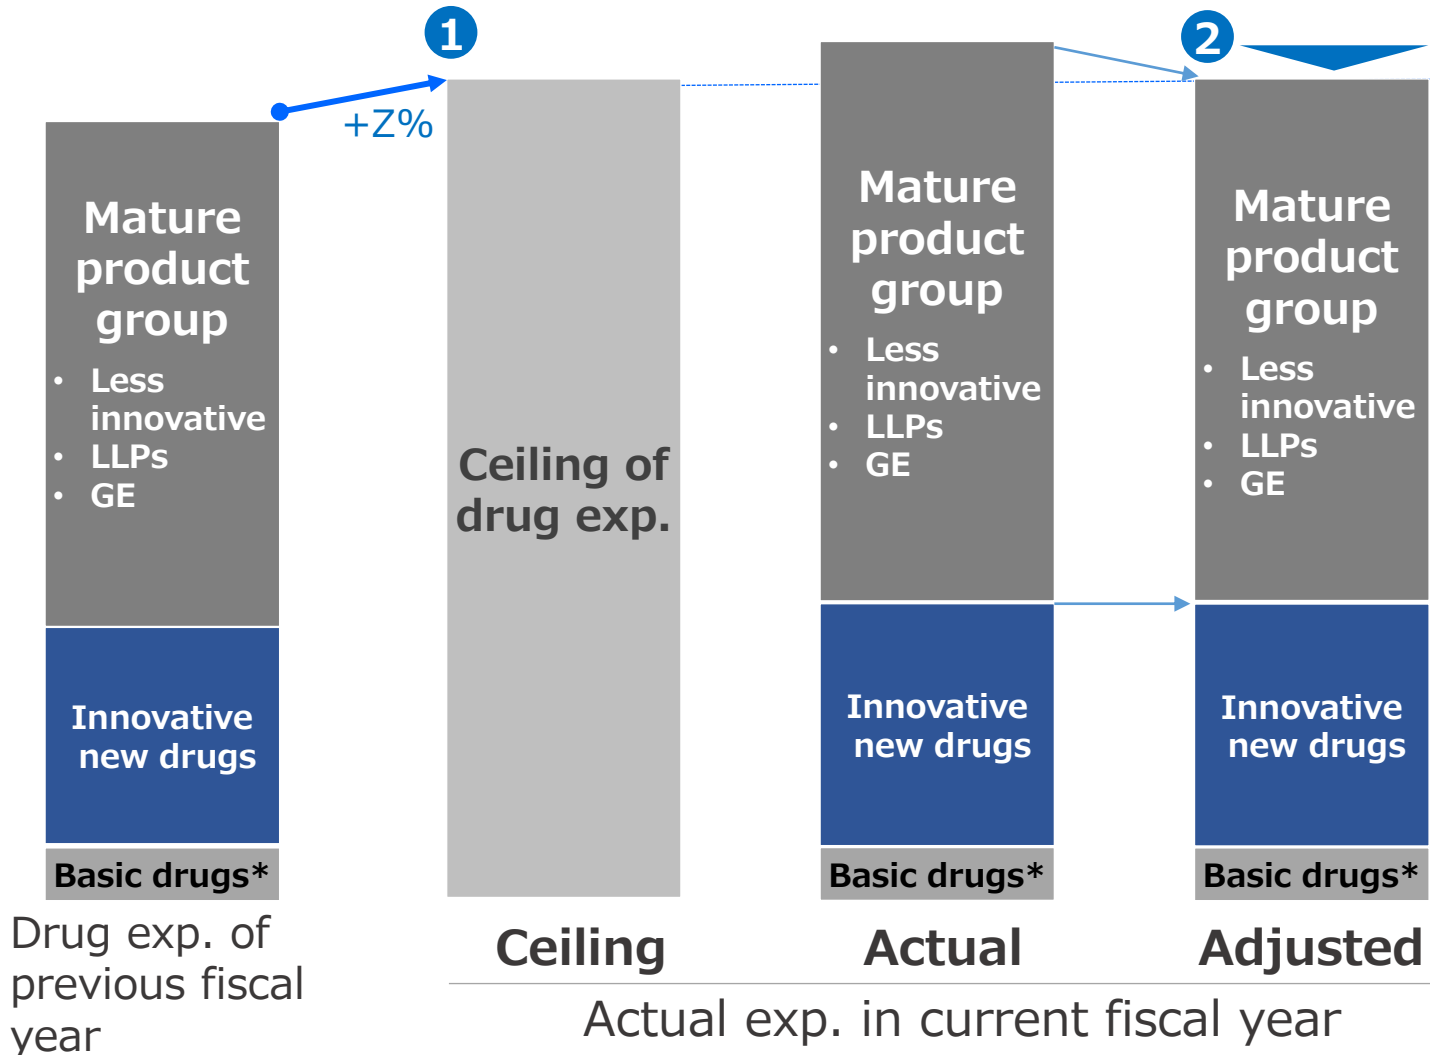 1
2
+Z%
Mature
product
group
• Less
innovative
• LLPs
• GE
Innovative
new drugs
Basic drugs*
Drug exp. of
previous fiscal
year
Ceiling of
drug exp.
Ceiling
Mature
product
group
• Less
innovative
• LLPs
• GE
Innovative
new drugs
Basic drugs*
Actual
Mature
product
group
• Less
innovative
• LLPs
• GE
Innovative
new drugs
Basic drugs*
Adjusted
Actual exp. in current fiscal year